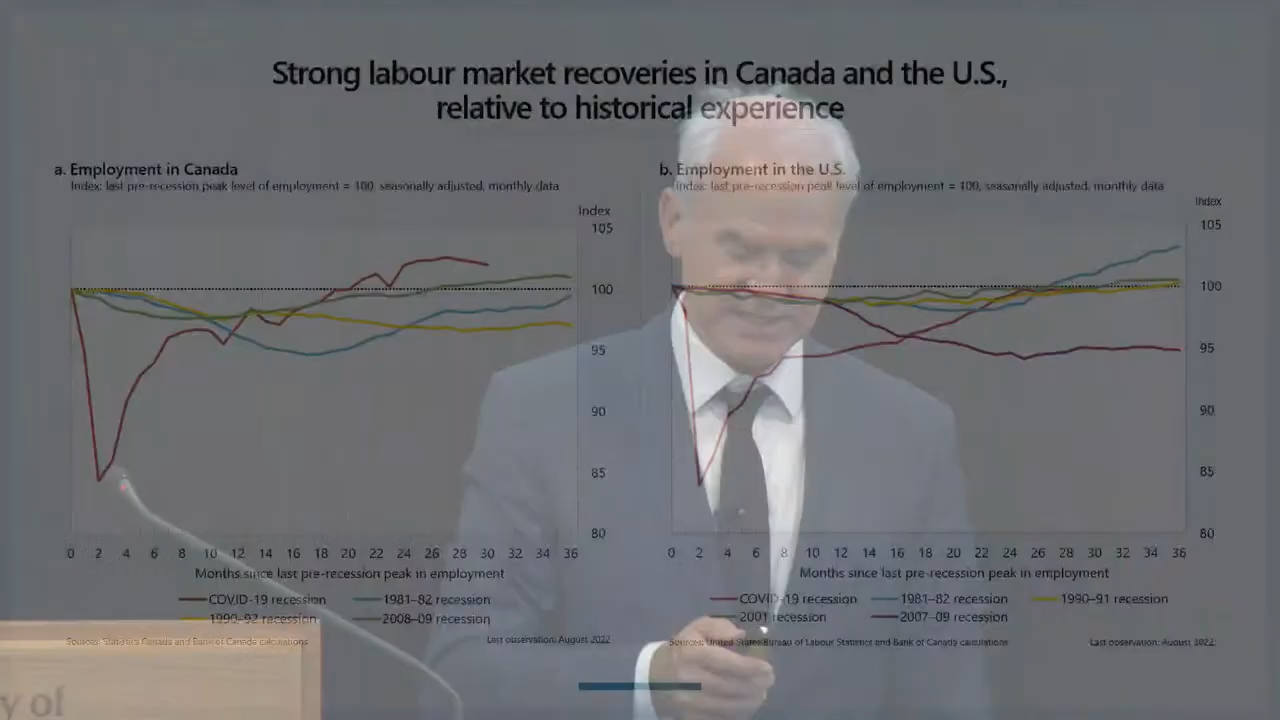 Strong labour market recoveries in Canada and the U.S.,
relative to historical experience
a. Employment in Canada
Index: last pre-recession peak level of employment = 100, seasonally adjusted, monthly data
Index
105
100
95
90
85
80
0 2 4 6 8 10 12 14 16 18 20 22 24 26 28 30 32 34 36
Months since last pre-recession peak in employment
COVID-19 recession 1981–82 recession
1990–92 recession 2008–09 recession
Sources: Statistics Canada and Bank of Canada calculations Last observation: August 2022
b. Employment in the U.S.
Index: last pre-recession peak level of employment = 100, seasonally adjusted, monthly data
Index
105
100
95
90
85
80
0 2 4 6 8 10 12 14 16 18 20 22 24 26 28 30 32 34 36
Months since last pre-recession peak in employment
COVID-19 recession 1981–82 recession 1990–91 recession
2001 recession 2007–09 recession
Sources: United States Bureau of Labour Statistics and Bank of Canada calculations Last observation: August 2022
y of